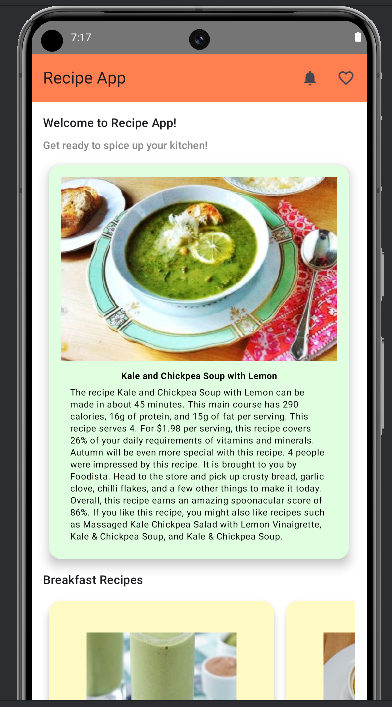 7:17
Recipe App
Welcome to Recipe App!
Get ready to spice up your kitchen!
Kale and Chickpea Soup with Lemon
The recipe Kale and Chickpea Soup with Lemon can be
made in about 45 minutes. This main course has 290
calories, 16g of protein, and 15g of fat per serving. This
recipe serves 4. For $1.98 per serving, this recipe covers
26% of your daily requirements of vitamins and minerals.
Autumn will be even more special with this recipe. 4 people
were impressed by this recipe. It is brought to you by
Foodista. Head to the store and pick up crusty bread, garlic
clove, chilli flakes, and a few other things to make it today.
Overall, this recipe earns an amazing spoonacular score of
86%. If you like this recipe, you might also like recipes such
as Massaged Kale Chickpea Salad with Lemon Vinaigrette,
Kale & Chickpea Soup, and Kale & Chickpea Soup.
Breakfast Recipes